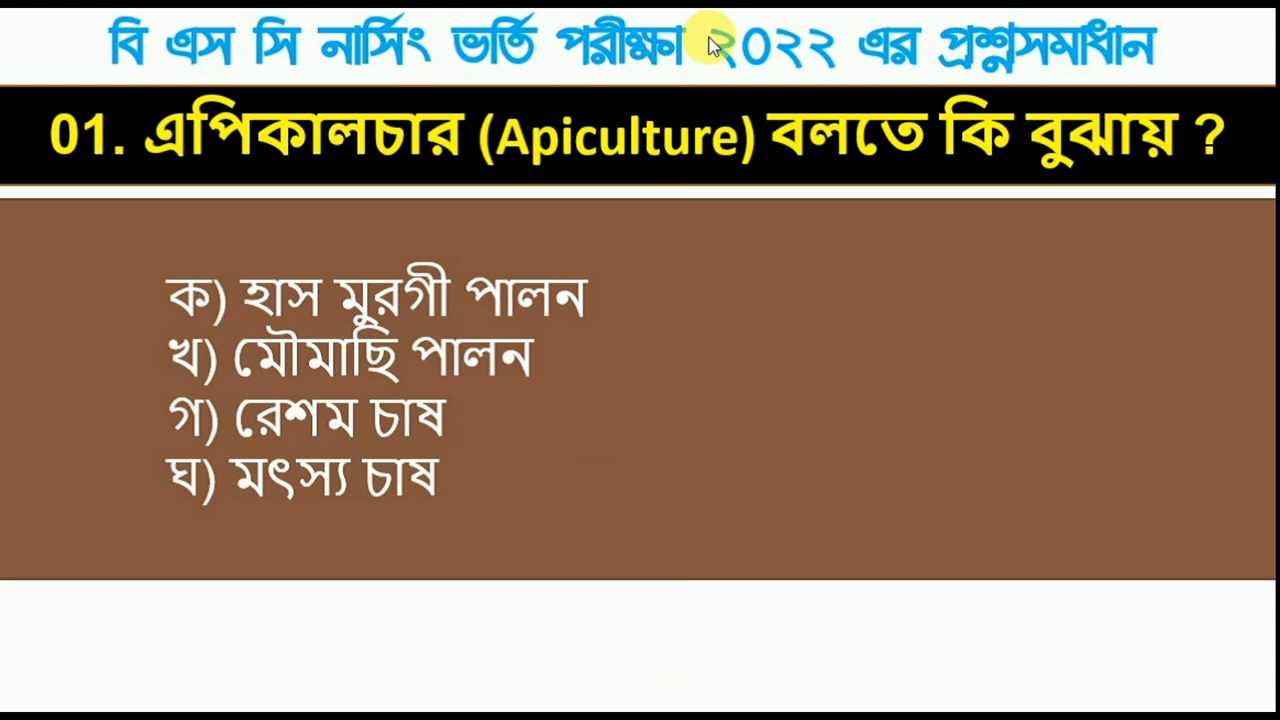 বি এস সি নার্সিং ভর্তি পরীক্ষা ২০২২ এর প্রশ্নসমাধান
01. এপিকালচার (Apiculture) বলতে কি বুঝায় ?
ক) হাস মুরগী পালন
খ) মৌমাছি পালন
গ) রেশম চাষ
ঘ) মৎস্য চাষ